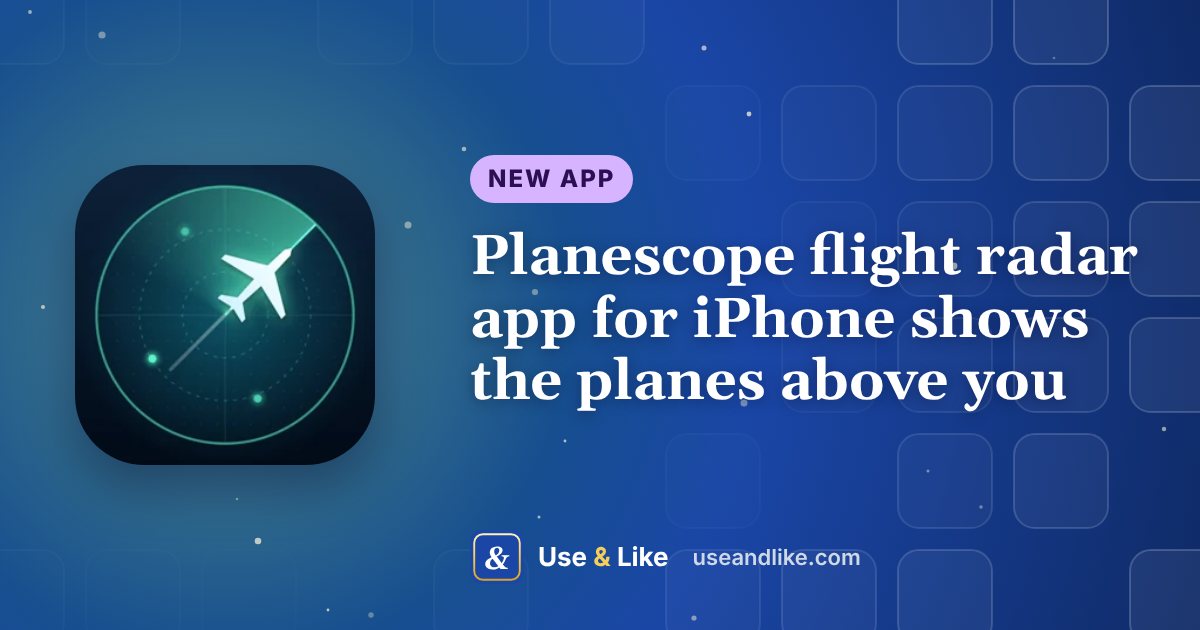 NEW APP
Planescope flight radar
app for iPhone shows
the planes above you
& Use & Like useandlike.com